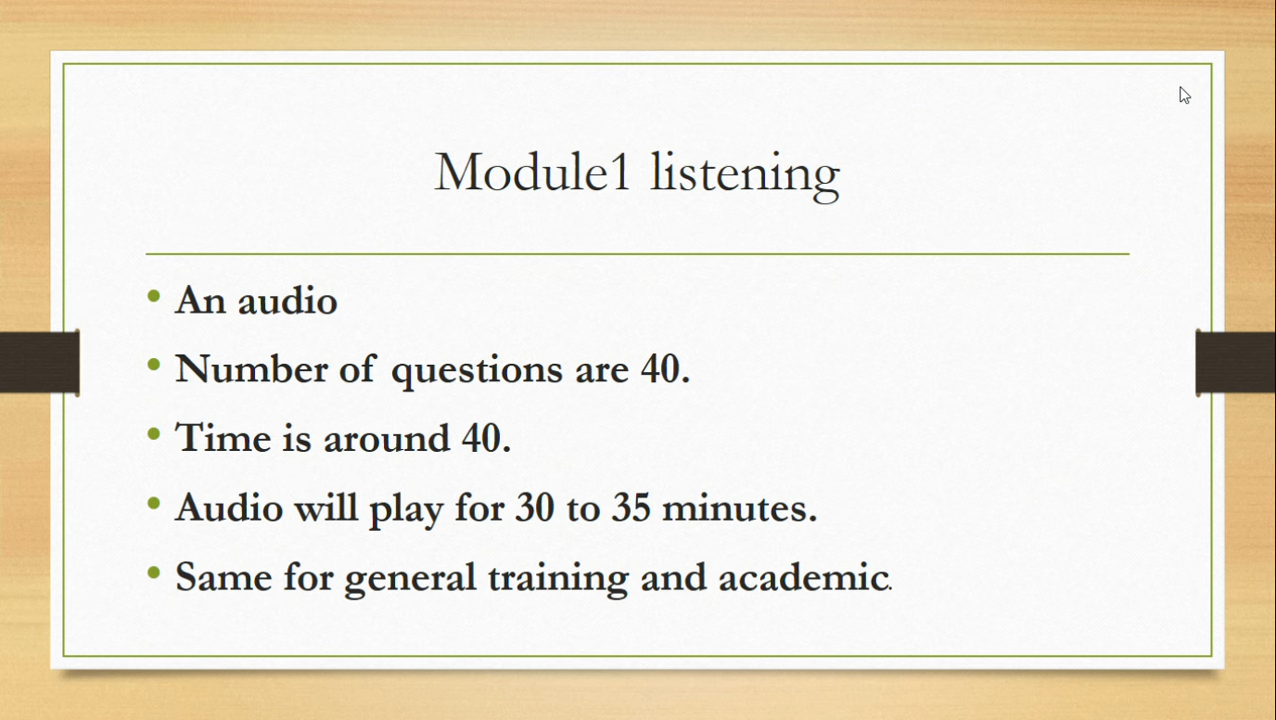 Module1 listening
• An audio
• Number of questions are 40.
• Time is around 40.
• Audio will play for 30 to 35 minutes.
• Same for general training and academic.